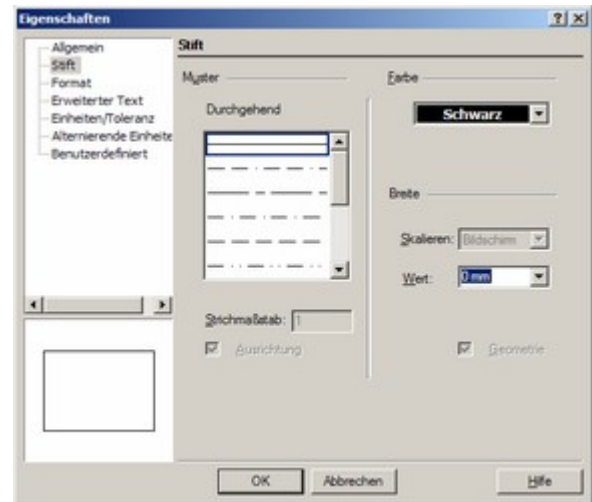 Eigenschaften
Allgemein
Stift
Format
Erweiterter Text
Einheiten/Toleranz
Alternierende Einheite
Benutzerdefiniert
Stift
Muster
Durchgehend
Strichmaßstab: 1
Ausrichtung
Farbe
Schwarz
Breite
Skalieren: Bildschirm
Wert: 0 mm
Geometrie
OK
Abbrechen
Hilfe